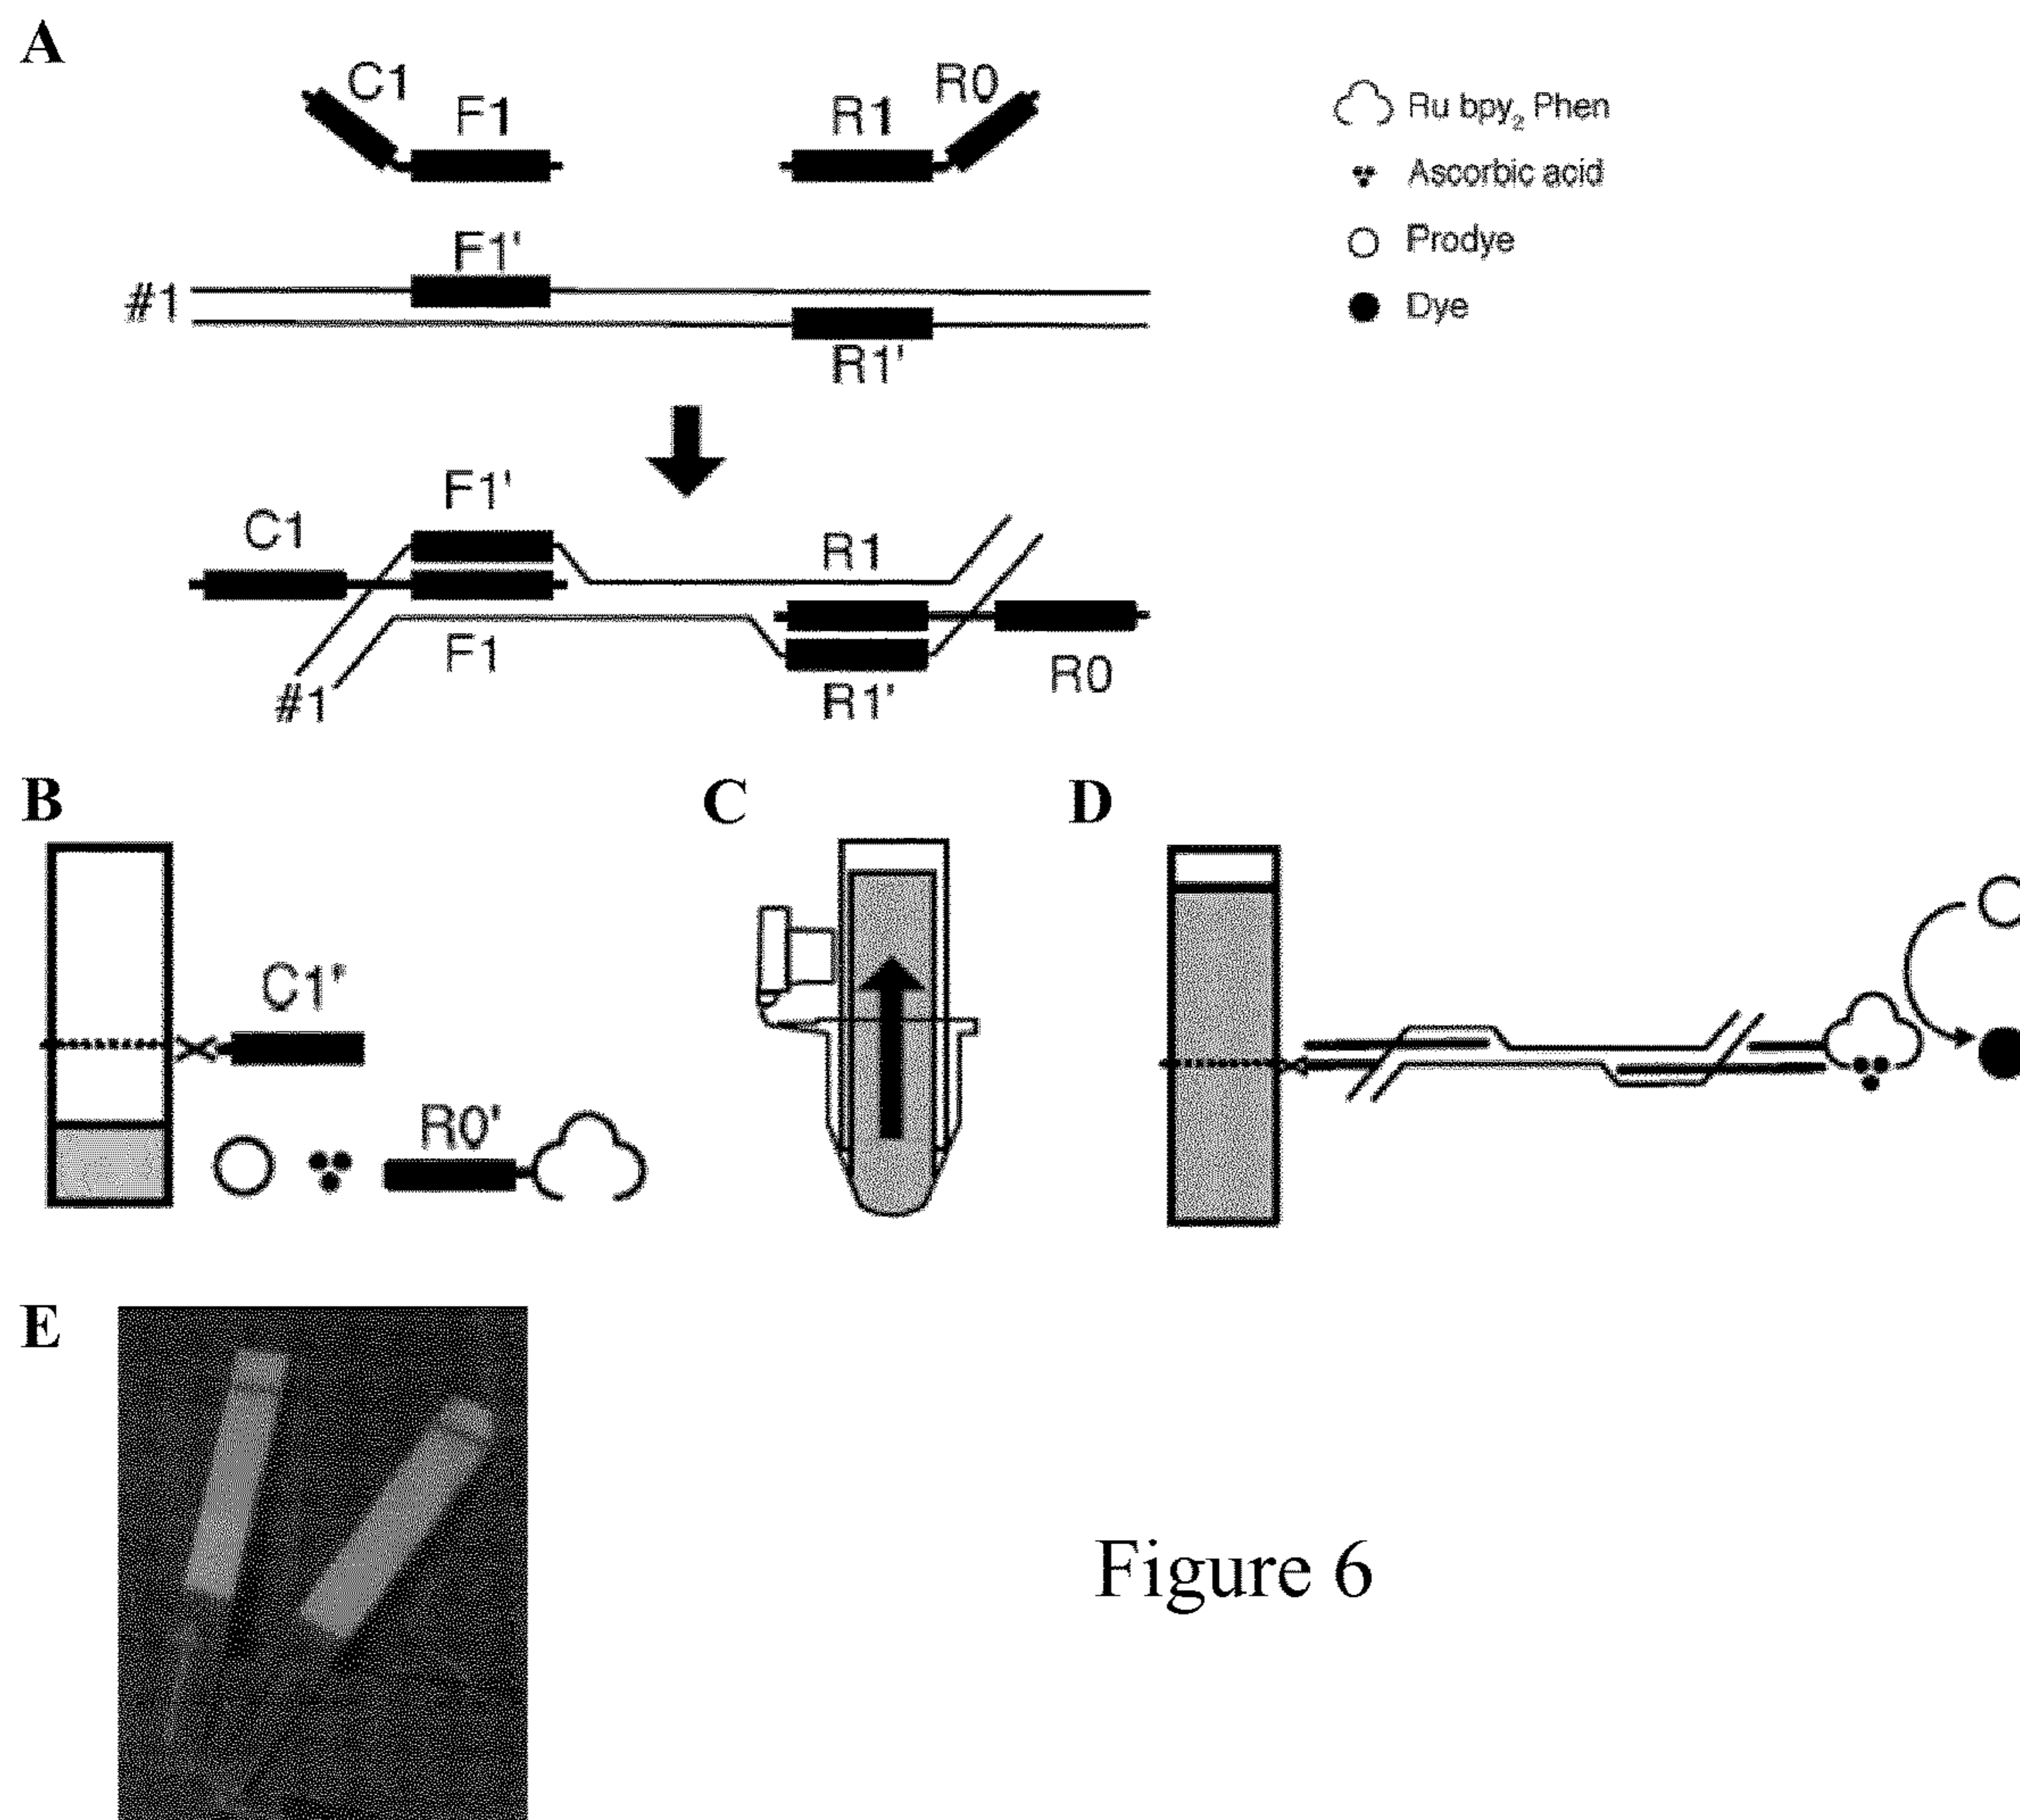 A
C1
F1
R1
R0
Ru bpy₂ Phen
Ascorbic acid
Prodye
Dye
F1'
#1
R1'
F1'
C1
R1
F1
R0
#1
R1'
B
C
D
C1'
R0'
E
Figure 6